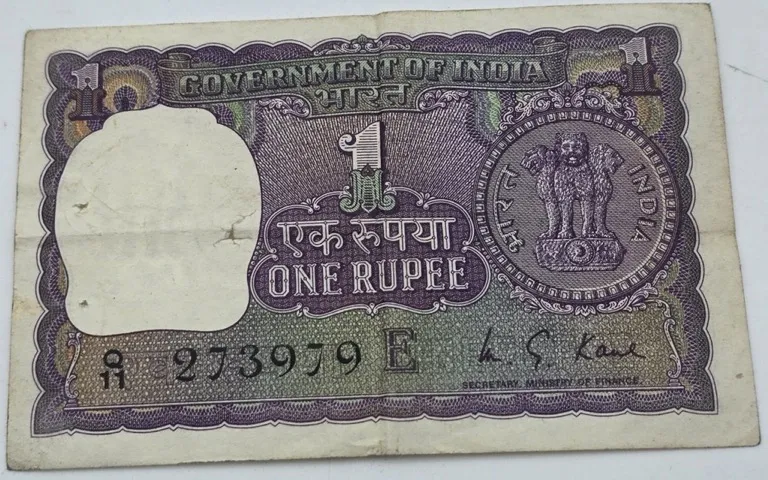 1 1
GOVERNMENT OF INDIA
भारत
1
भारत INDIA
एक रुपया
ONE RUPEE
O/11 273979 E
M. G. Kaul
SECRETARY, MINISTRY OF FINANCE.